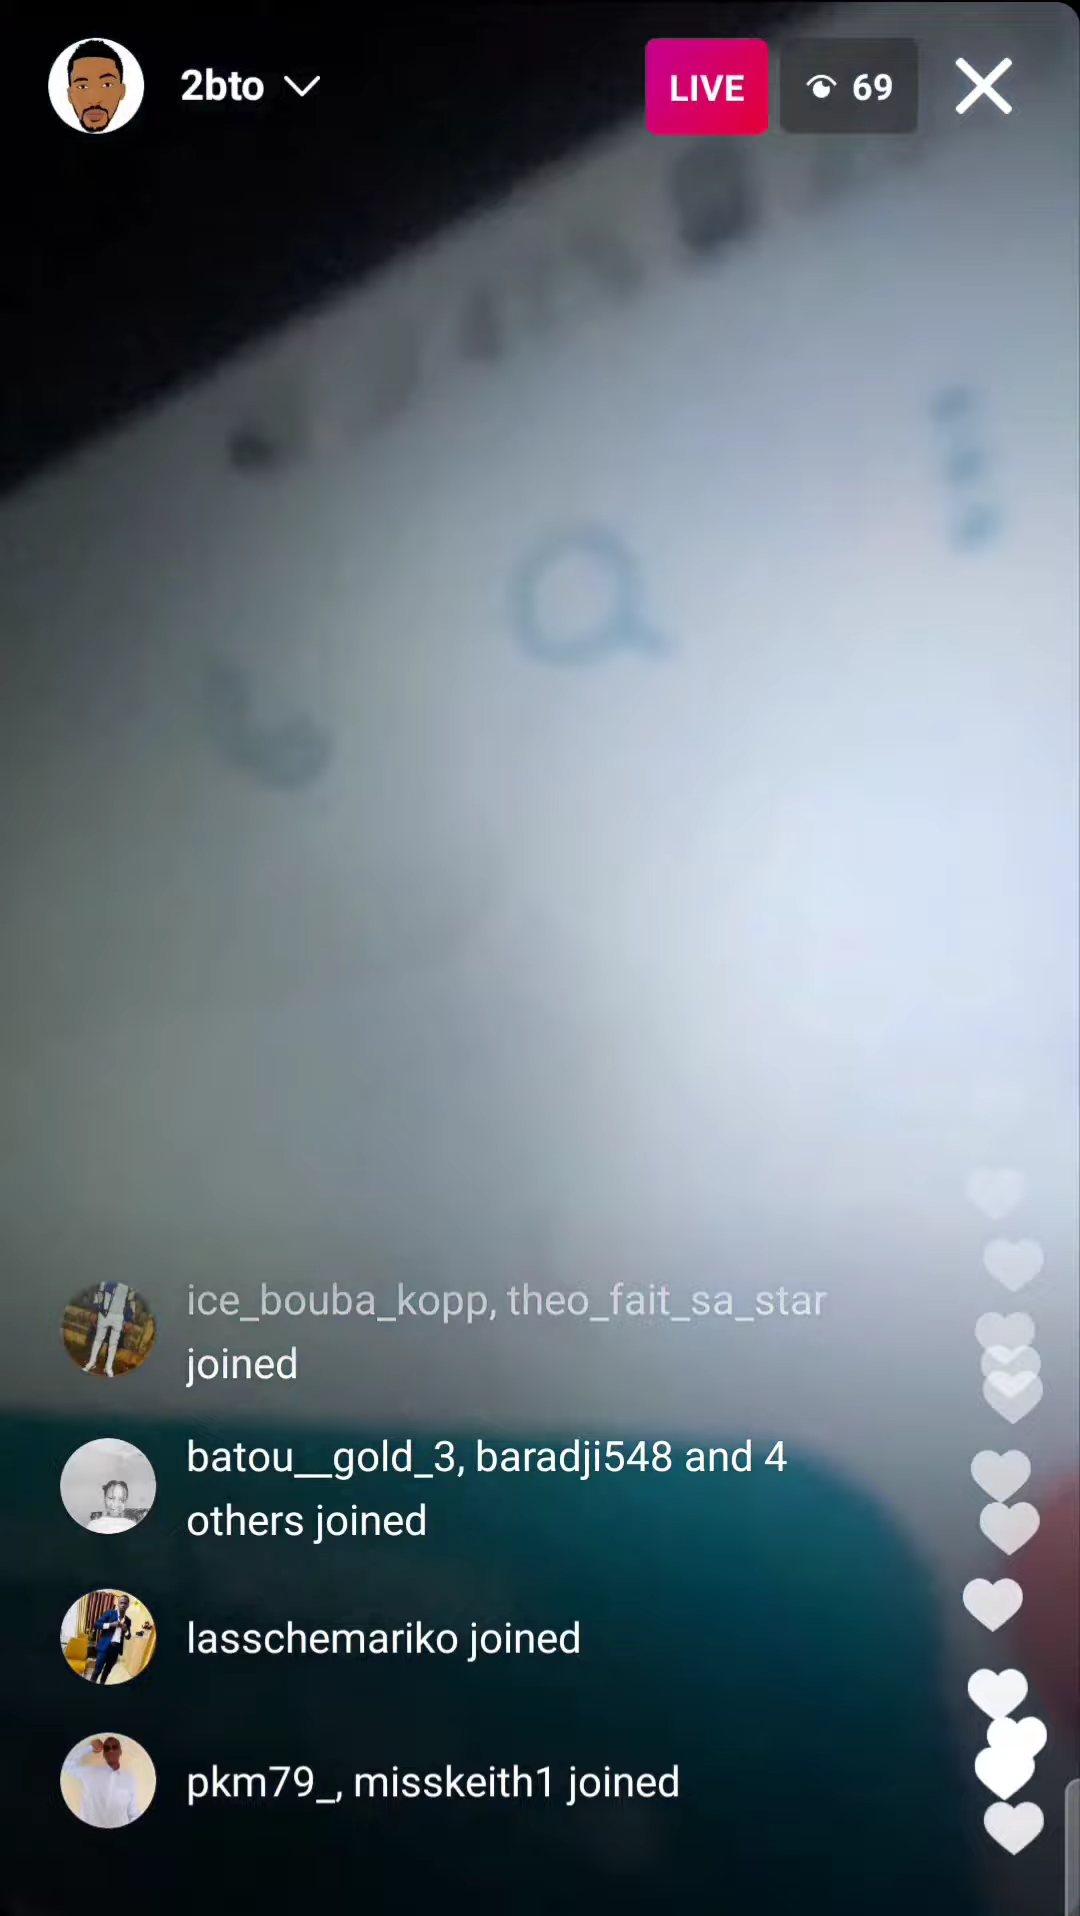 2bto
LIVE
69
ice_bouba_kopp, theo_fait_sa_star
joined
batou__gold_3, baradji548 and 4
others joined
lasschemariko joined
pkm79_, misskeith1 joined